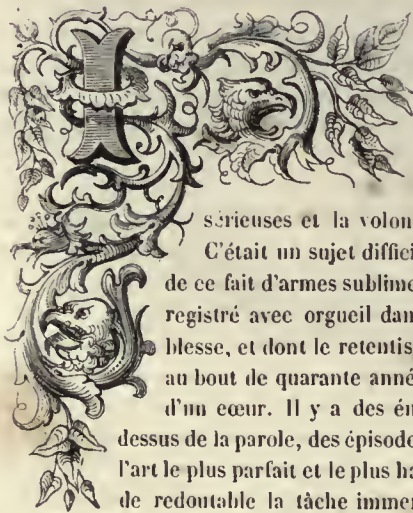 I
sérieuses et la volon
C'était un sujet diffici
de ce fait d'armes sublime
registré avec orgueil dan
blesse, et dont le retentis
au bout de quarante anné
d'un cœur. Il y a des én
dessus de la parole, des épisode
l'art le plus parfait et le plus ha
de redoutable la tâche immen